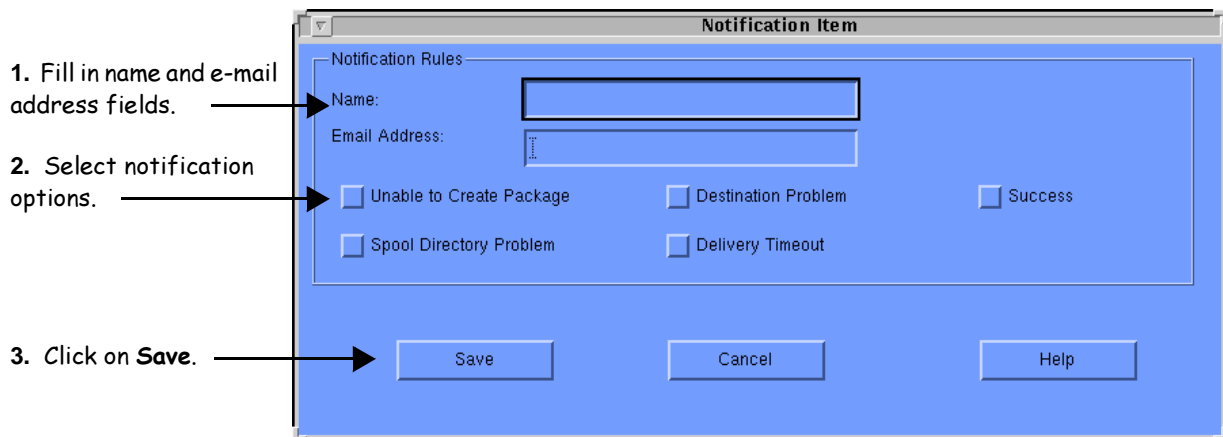 Notification Item
1. Fill in name and e-mail
address fields.
Notification Rules
Name:
Email Address:
2. Select notification
options.
Unable to Create Package
Destination Problem
Success
Spool Directory Problem
Delivery Timeout
3. Click on Save.
Save
Cancel
Help